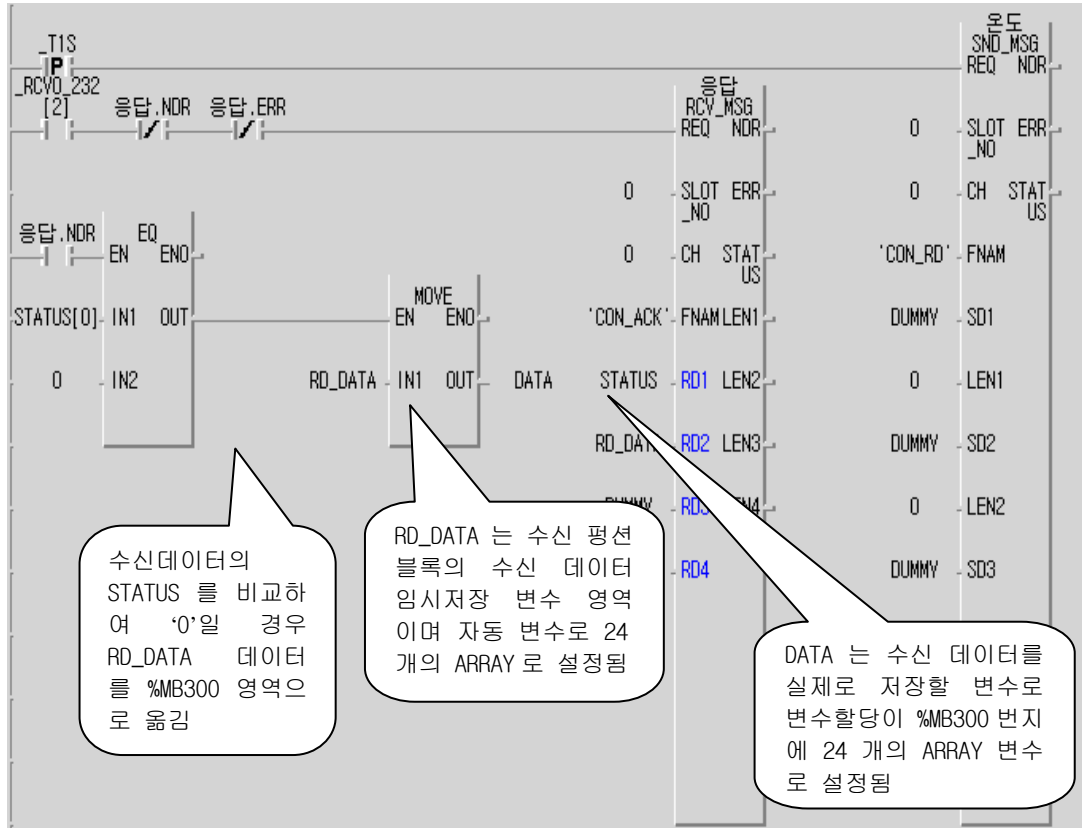 온도
_T1S
SND_MSG
P
REQ NDR
_RCV0_232
[2]
응답.NDR
응답.ERR
응답
RCV_MSG
REQ NDR
0
SLOT ERR
_NO
0
SLOT ERR
_NO
0
CH STAT
US
응답.NDR
EQ
EN ENO
0
CH STAT
US
'CON_RD'
FNAM
STATUS[0]
IN1 OUT
MOVE
EN ENO
'CON_ACK'
FNAM LEN1
DUMMY
SD1
0
IN2
RD_DATA
IN1 OUT
DATA
STATUS
RD1 LEN2
0
LEN1
RD2 LEN3
DUMMY
SD2
RD3
0
LEN2
RD4
DUMMY
SD3
수신데이터의
STATUS 를 비교하
여 ‘0’일 경우
RD_DATA 데이터
를 %MB300 영역으
로 옮김
RD_DATA 는 수신 펑션
블록의 수신 데이터
임시저장 변수 영역
이며 자동 변수로 24
개의 ARRAY 로 설정됨
DATA 는 수신 데이터를
실제로 저장할 변수로
변수할당이 %MB300 번지
에 24 개의 ARRAY 변수
로 설정됨